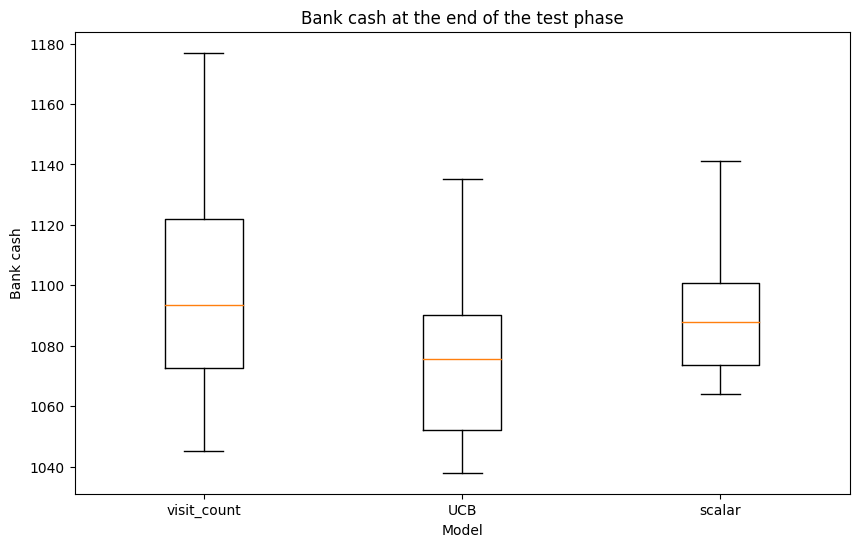 Bank cash at the end of the test phase
1180
1160
1140
1120
1100
1080
1060
1040
Bank cash
visit_count
UCB
scalar
Model